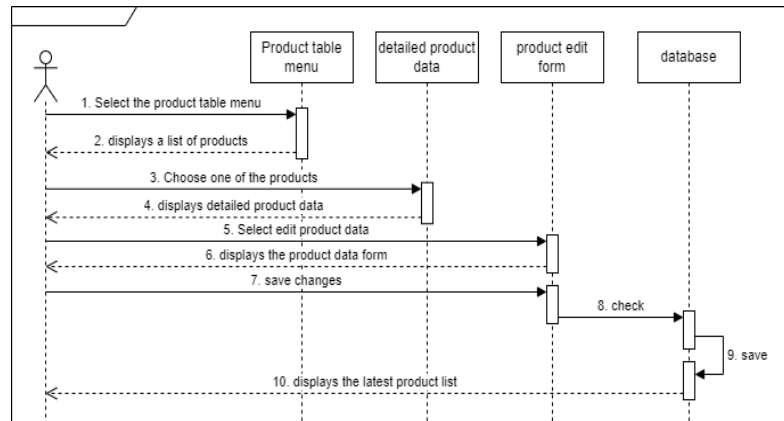 Product table
menu
detailed product
data
product edit
form
database
1. Select the product table menu
2. displays a list of products
3. Choose one of the products
4. displays detailed product data
5. Select edit product data
6. displays the product data form
7. save changes
8. check
9. save
10. displays the latest product list